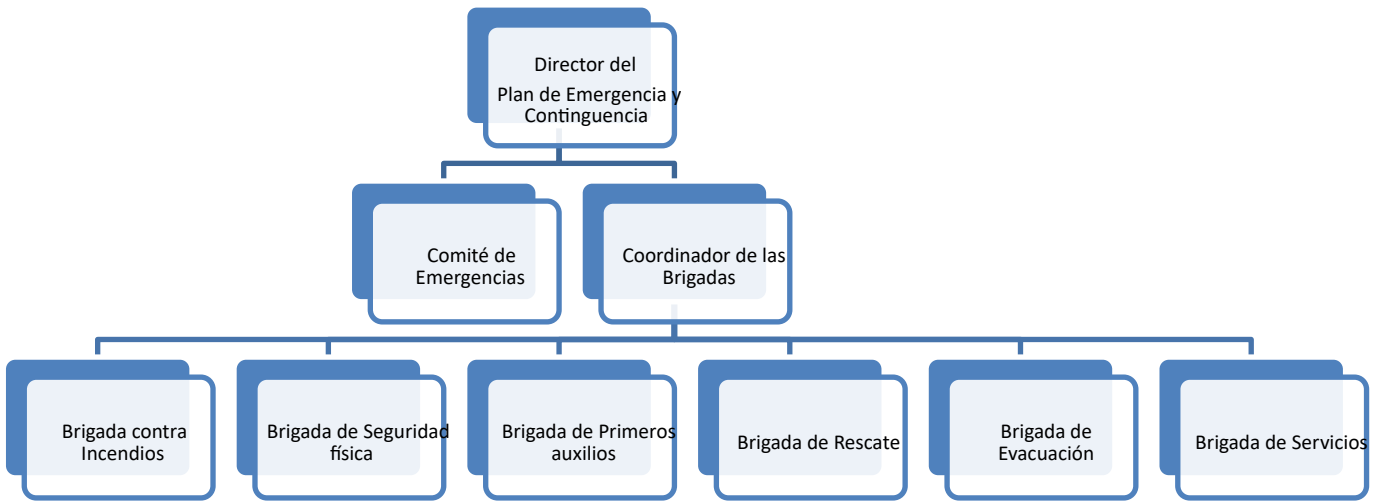 Director del
Plan de Emergencia y
Continguencia
Comité de
Emergencias
Coordinador de las
Brigadas
Brigada contra
Incendios
Brigada de Seguridad
física
Brigada de Primeros
auxilios
Brigada de Rescate
Brigada de
Evacuación
Brigada de Servicios